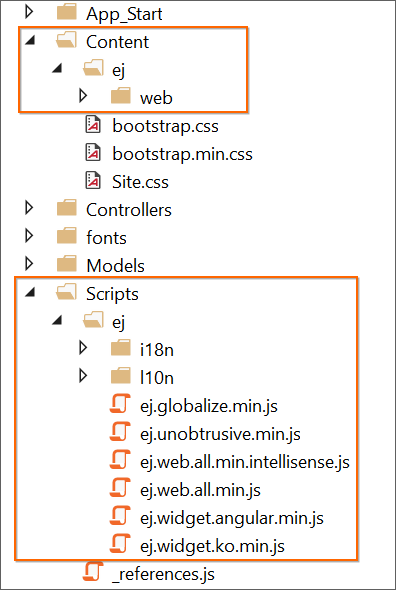 App_Start
Content
ej
web
bootstrap.css
bootstrap.min.css
Site.css
Controllers
fonts
Models
Scripts
ej
i18n
l10n
ej.globalize.min.js
ej.unobtrusive.min.js
ej.web.all.min.intellisense.js
ej.web.all.min.js
ej.widget.angular.min.js
ej.widget.ko.min.js
_references.js